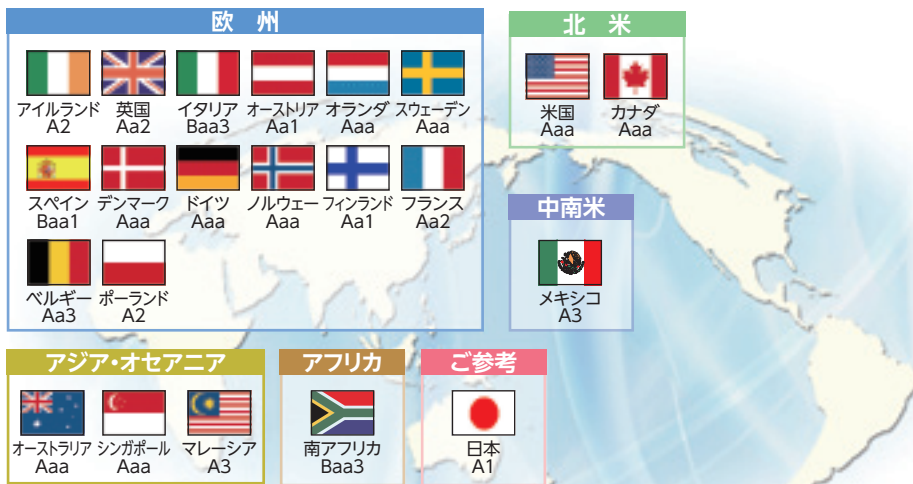 欧 州
アイルランド 英国 イタリア オーストリア オランダ スウェーデン
A2 Aa2 Baa3 Aa1 Aaa Aaa
スペイン デンマーク ドイツ ノルウェー フィンランド フランス
Baa1 Aaa Aaa Aaa Aa1 Aa2
ベルギー ポーランド
Aa3 A2
北 米
米国 カナダ
Aaa Aaa
中南米
メキシコ
A3
アジア・オセアニア
オーストラリア シンガポール マレーシア
Aaa Aaa A3
アフリカ
南アフリカ
Baa3
ご参考
日本
A1